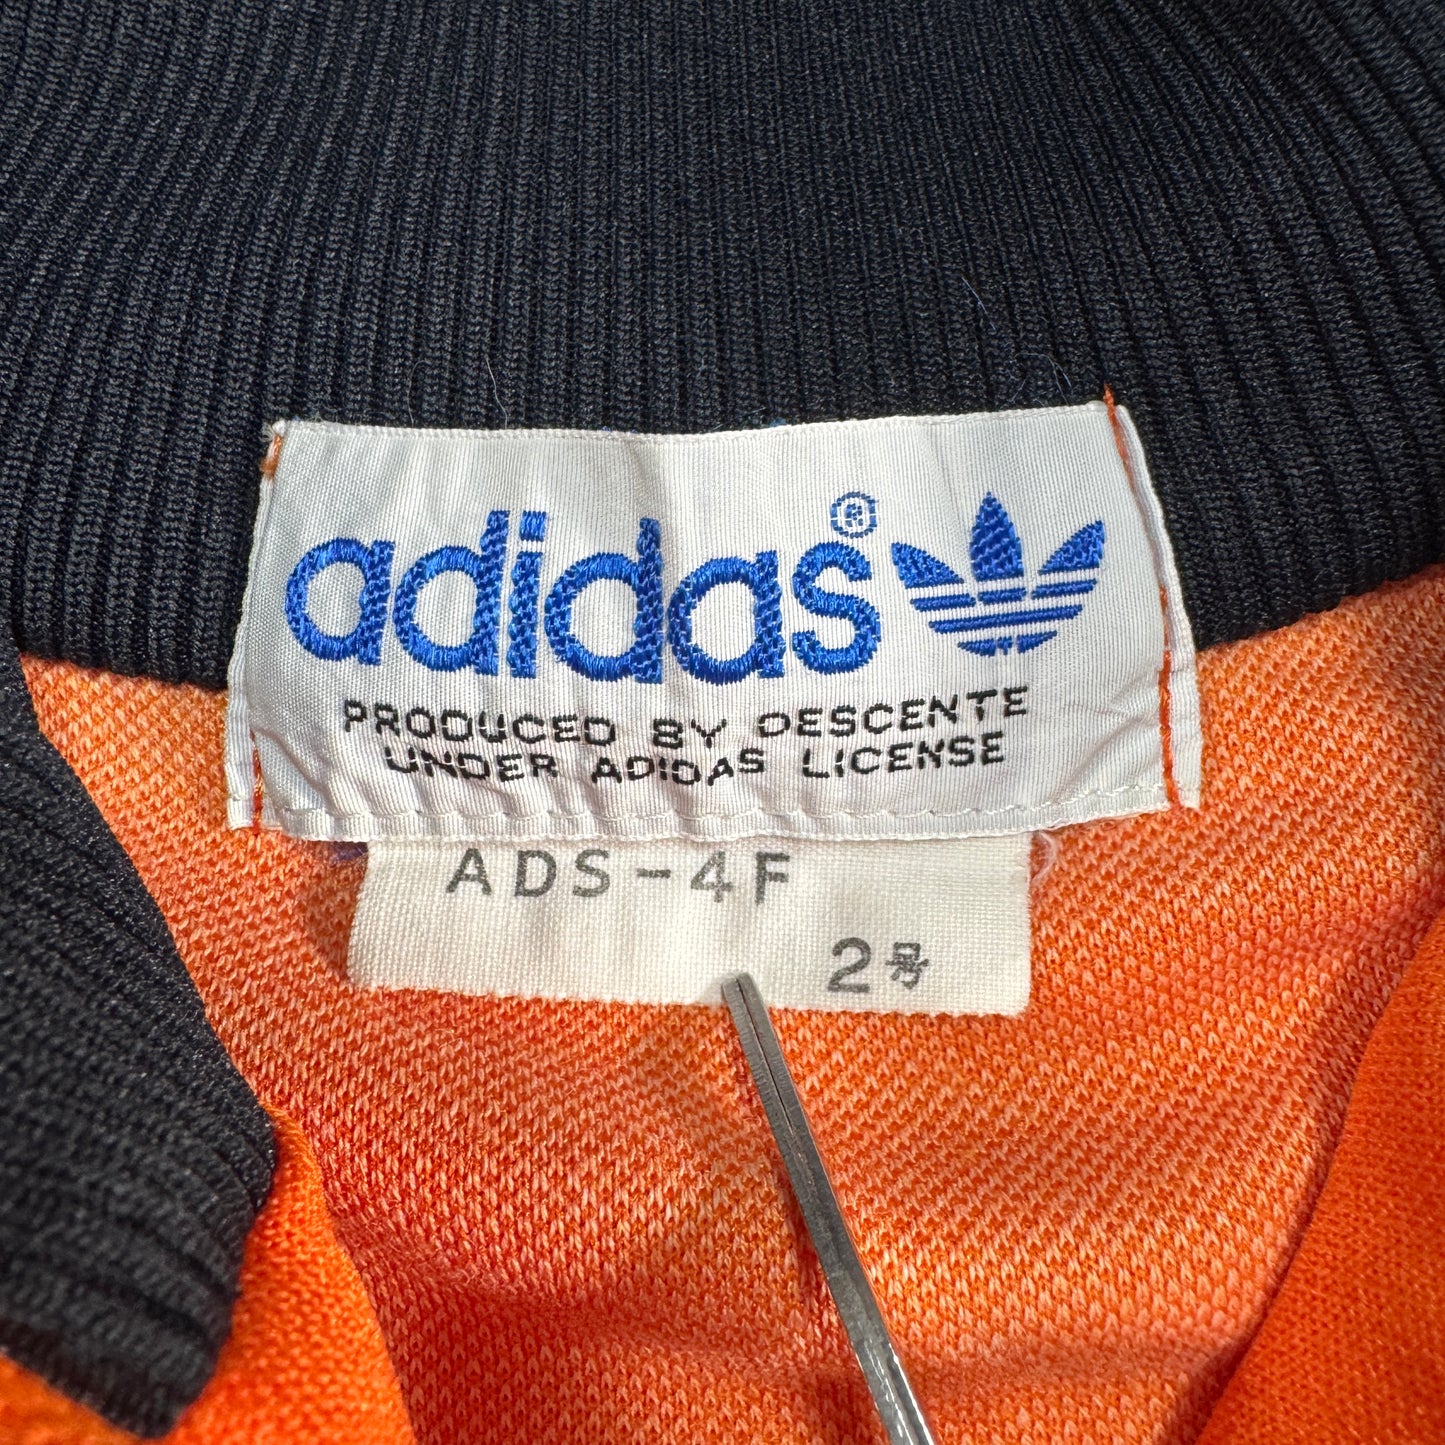 adidas®
PRODUCED BY DESCENTE
UNDER ADIDAS LICENSE
ADS-4F
2号